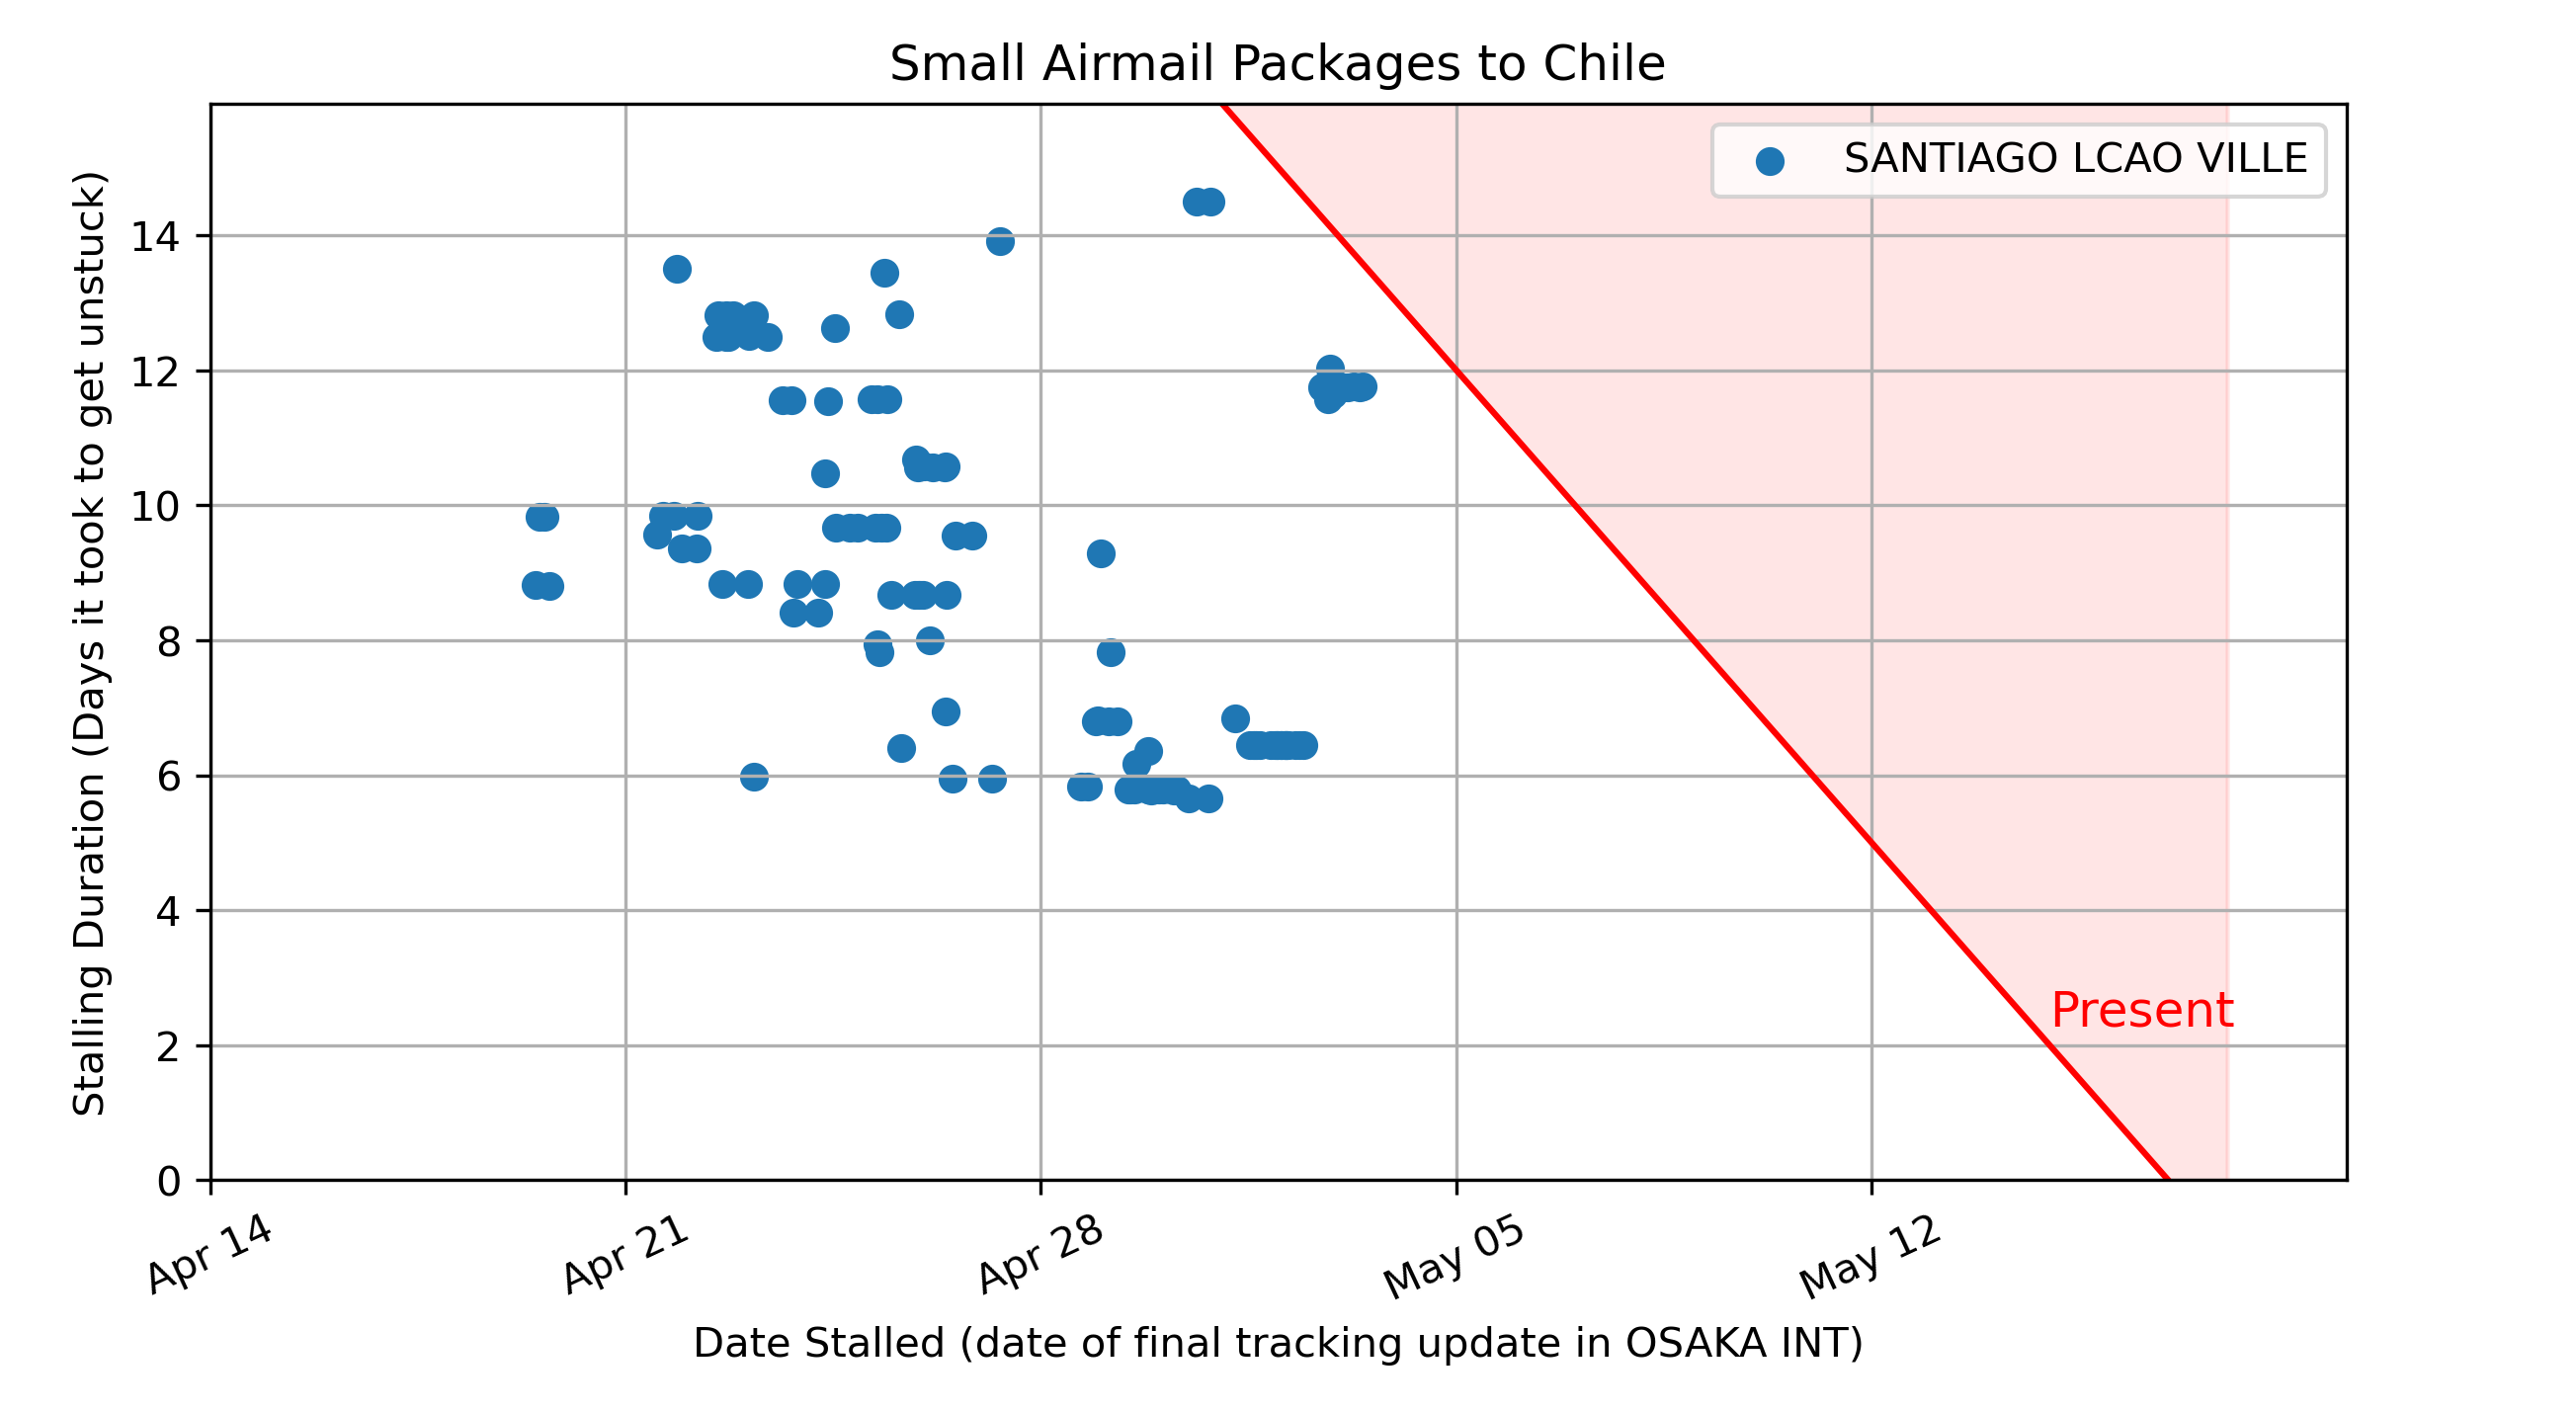 Small Airmail Packages to Chile
SANTIAGO LCAO VILLE
Stalling Duration (Days it took to get unstuck)
14
12
10
8
6
4
2
0
Present
Apr 14
Apr 21
Apr 28
May 05
May 12
Date Stalled (date of final tracking update in OSAKA INT)